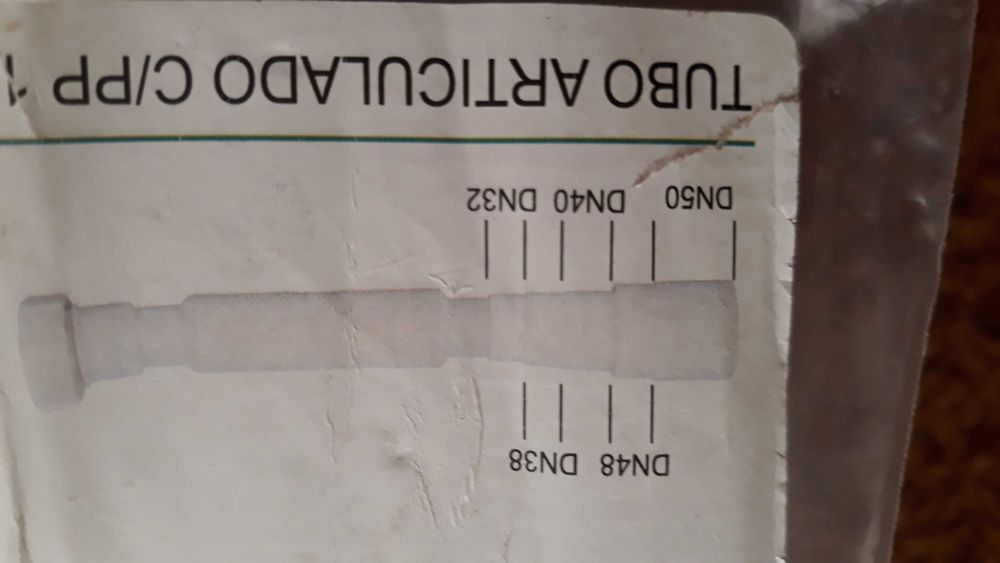 DN48 DN38
DN50 DN40 DN32
TUBO ARTICULADO C/PP